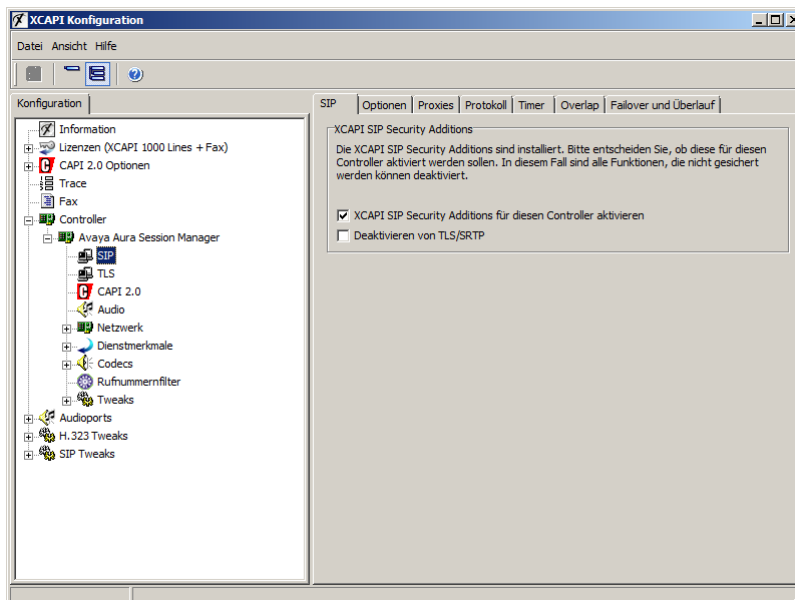 XCAPI Konfiguration
Datei Ansicht Hilfe
Konfiguration
Information
Lizenzen (XCAPI 1000 Lines + Fax)
CAPI 2.0 Optionen
Trace
Fax
Controller
Avaya Aura Session Manager
SIP
TLS
CAPI 2.0
Audio
Netzwerk
Dienstmerkmale
Codecs
Rufnummernfilter
Tweaks
Audioports
H.323 Tweaks
SIP Tweaks
SIP Optionen Proxies Protokoll Timer Overlap Failover und Überlauf
XCAPI SIP Security Additions
Die XCAPI SIP Security Additions sind installiert. Bitte entscheiden Sie, ob diese für diesen
Controller aktiviert werden sollen. In diesem Fall sind alle Funktionen, die nicht gesichert
werden können deaktiviert.
XCAPI SIP Security Additions für diesen Controller aktivieren
Deaktivieren von TLS/SRTP